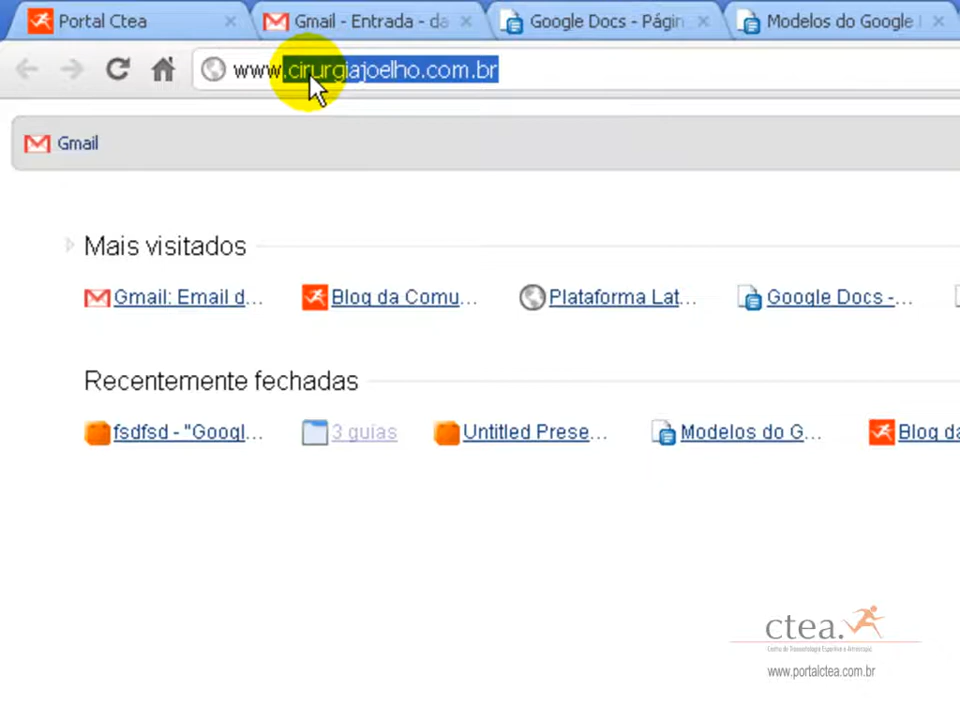 Portal Ctea
Gmail - Entrada - da
Google Docs - Págin
Modelos do Google
www.cirurgiajoelho.com.br
Gmail
Mais visitados
Gmail: Email d...
Blog da Comu...
Plataforma Lat...
Google Docs -...
Recentemente fechadas
fsdfsd - "Googl...
3 guias
Untitled Prese...
Modelos do G...
Blog da
ctea.
www.portalctea.com.br